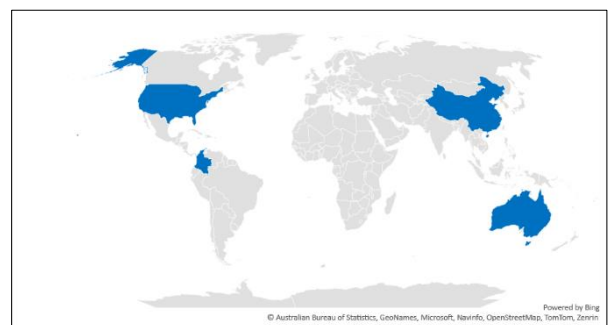 Powered by Bing
© Australian Bureau of Statistics, GeoNames, Microsoft, Navinfo, OpenStreetMap, TomTom, Zenrin